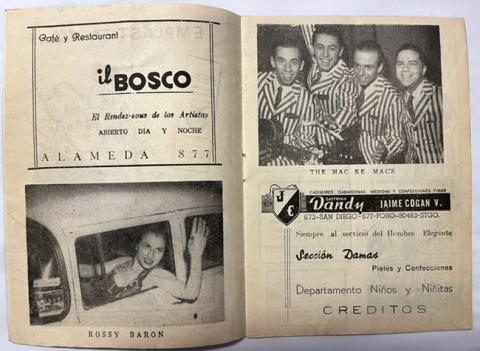 Café y Restaurant
il BOSCO
El Rendez-vous de los Artistas
ABIERTO DIA Y NOCHE
ALAMEDA 877
ROSSY BARON
THE MAC KE MAC'S
CASIMIRES, GABARDINAS, MEDIDAS Y CONFECCIONES FINAS
J
C
SASTRERIA
Dandy
JAIME COGAN V.
673-SAN DIEGO-677-FONO-80483-STGO.
Siempre al servicio del Hombre Elegante
Sección Damas
Pieles y Confecciones
Departamento Niños y Niñitas
CREDITOS